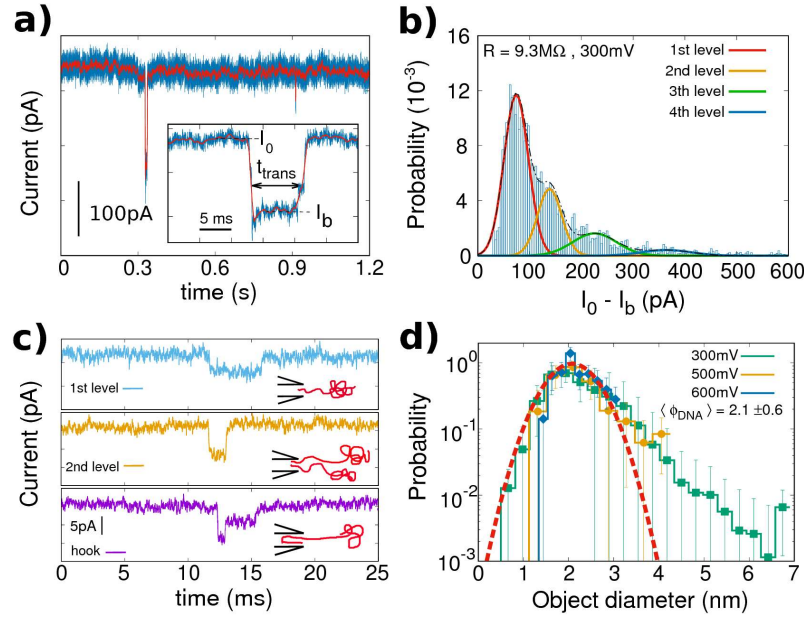 a)
Current (pA)
100pA
I0
ttrans
5 ms
Ib
0 0.3 0.6 0.9 1.2
time (s)
b)
R = 9.3MΩ , 300mV
1st level
2nd level
3th level
4th level
Probability (10-3)
16
12
8
4
0
0 100 200 300 400 500 600
I0 - Ib (pA)
c)
Current (pA)
1st level
2nd level
5pA
hook
0 5 10 15 20 25
time (ms)
d)
300mV
500mV
600mV
⟨ ϕDNA ⟩ = 2.1 ±0.6
Probability
100
10-1
10-2
10-3
0 1 2 3 4 5 6 7
Object diameter (nm)